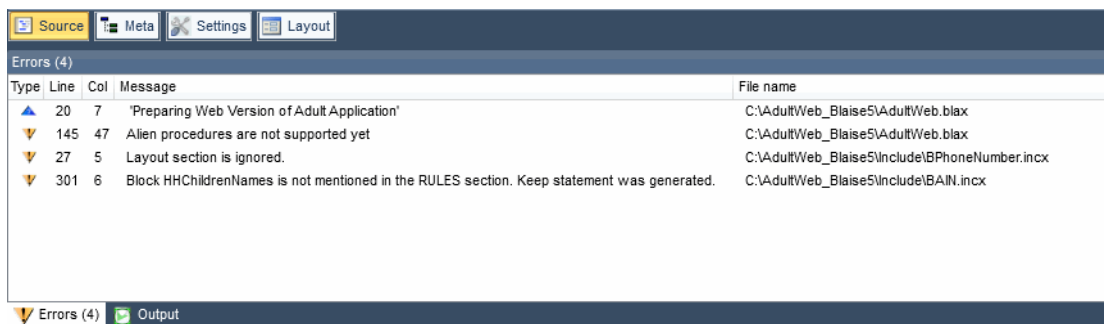 Source Meta Settings Layout
Errors (4)
Type Line Col Message File name
20 7 'Preparing Web Version of Adult Application' C:\AdultWeb_Blaise5\AdultWeb.blax
145 47 Alien procedures are not supported yet C:\AdultWeb_Blaise5\AdultWeb.blax
27 5 Layout section is ignored. C:\AdultWeb_Blaise5\Include\BPhoneNumber.incx
301 6 Block HHChildrenNames is not mentioned in the RULES section. Keep statement was generated. C:\AdultWeb_Blaise5\Include\BAIN.incx
Errors (4) Output